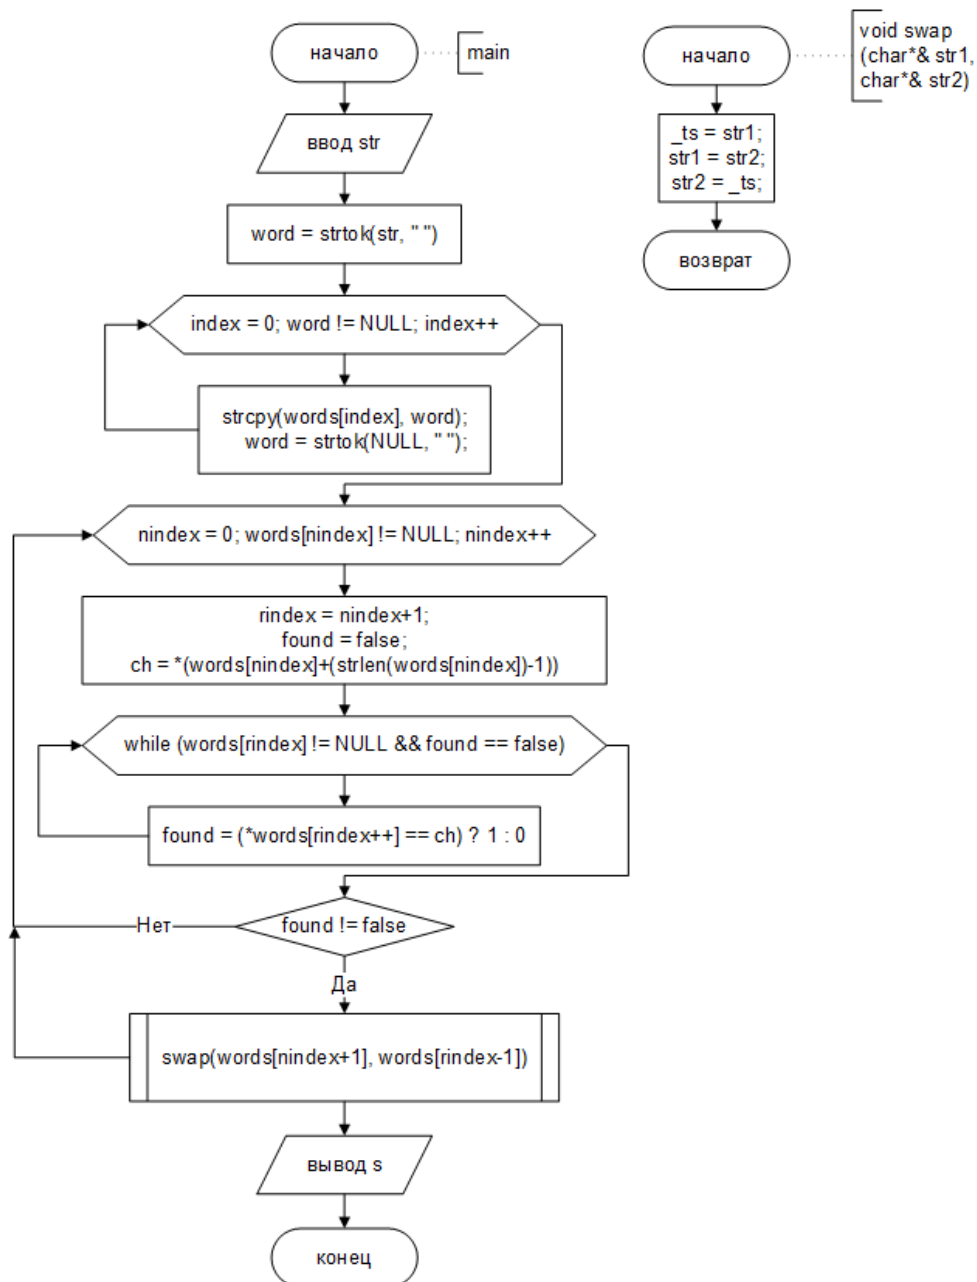 начало
main
ввод str
word = strtok(str, " ")
index = 0; word != NULL; index++
strcpy(words[index], word);
word = strtok(NULL, " ");
nindex = 0; words[nindex] != NULL; nindex++
rindex = nindex+1;
found = false;
ch = *(words[nindex]+(strlen(words[nindex])-1))
while (words[rindex] != NULL && found == false)
found = (*words[rindex++] == ch) ? 1 : 0
found != false
Нет
Да
swap(words[nindex+1], words[rindex-1])
вывод s
конец
начало
void swap
(char*& str1,
char*& str2)
_ts = str1;
str1 = str2;
str2 = _ts;
возврат